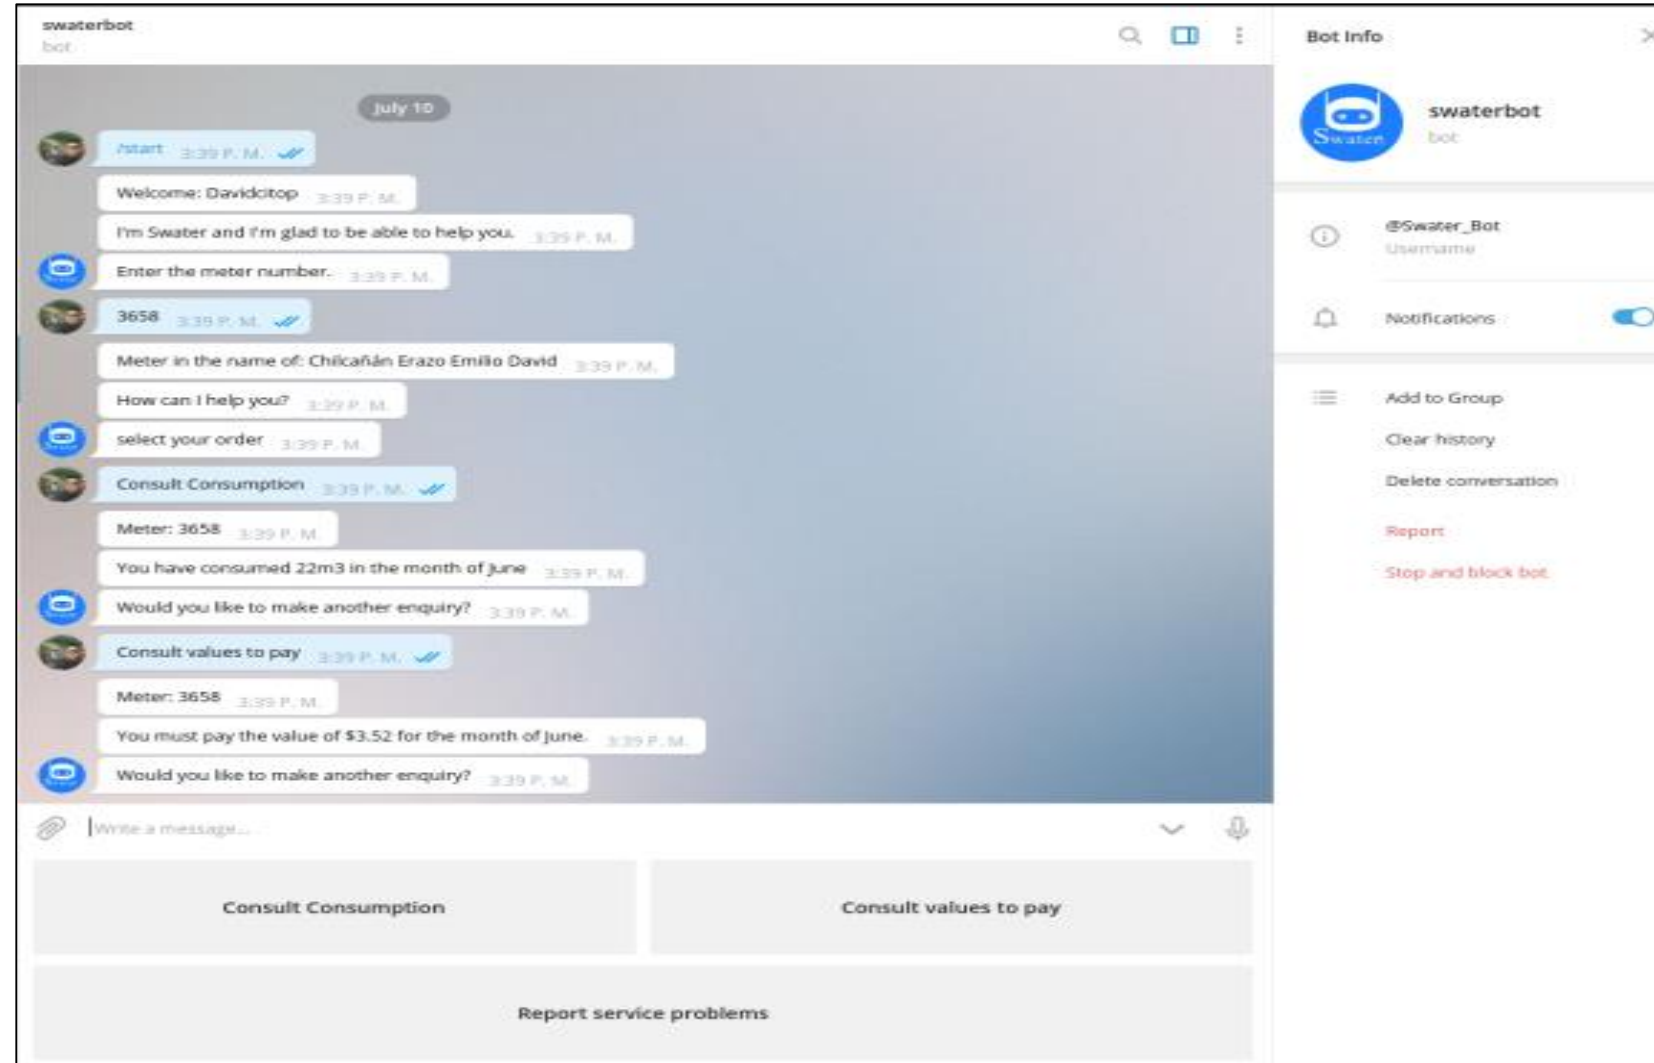 swaterbot
bot
July 10
/start 3:39 P. M.
Welcome: Davidcitop 3:39 P. M.
I'm Swater and I'm glad to be able to help you. 3:39 P. M.
Enter the meter number. 3:39 P. M.
3658 3:39 P. M.
Meter in the name of: Chilcañán Erazo Emilio David 3:39 P. M.
How can I help you? 3:39 P. M.
select your order 3:39 P. M.
Consult Consumption 3:39 P. M.
Meter: 3658 3:39 P. M.
You have consumed 22m3 in the month of June 3:39 P. M.
Would you like to make another enquiry? 3:39 P. M.
Consult values to pay 3:39 P. M.
Meter: 3658 3:39 P. M.
You must pay the value of $3.52 for the month of June. 3:39 P. M.
Would you like to make another enquiry? 3:39 P. M.
Write a message...
Consult Consumption
Consult values to pay
Report service problems
Bot Info
Swater
swaterbot
bot
@Swater_Bot
Username
Notifications
Add to Group
Clear history
Delete conversation
Report
Stop and block bot